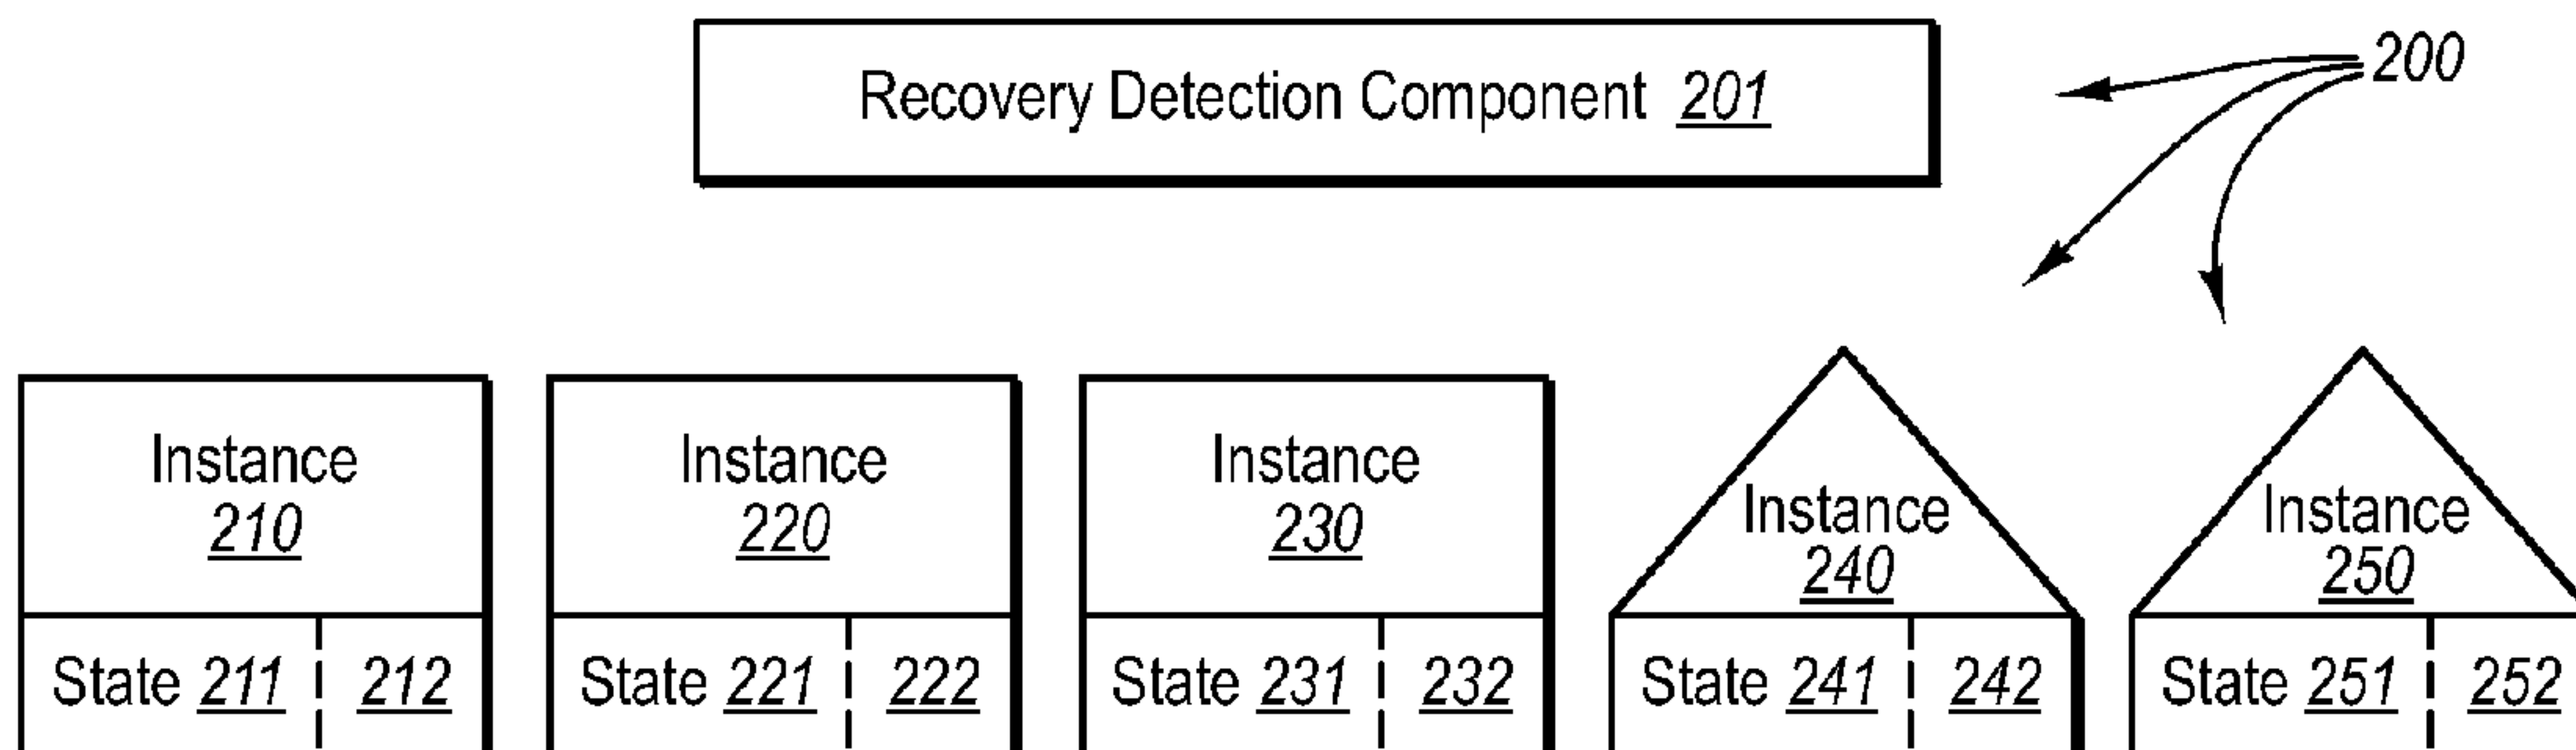 Recovery Detection Component 201
200
Instance
210
Instance
220
Instance
230
Instance
240
Instance
250
State 211 212
State 221 222
State 231 232
State 241 242
State 251 252